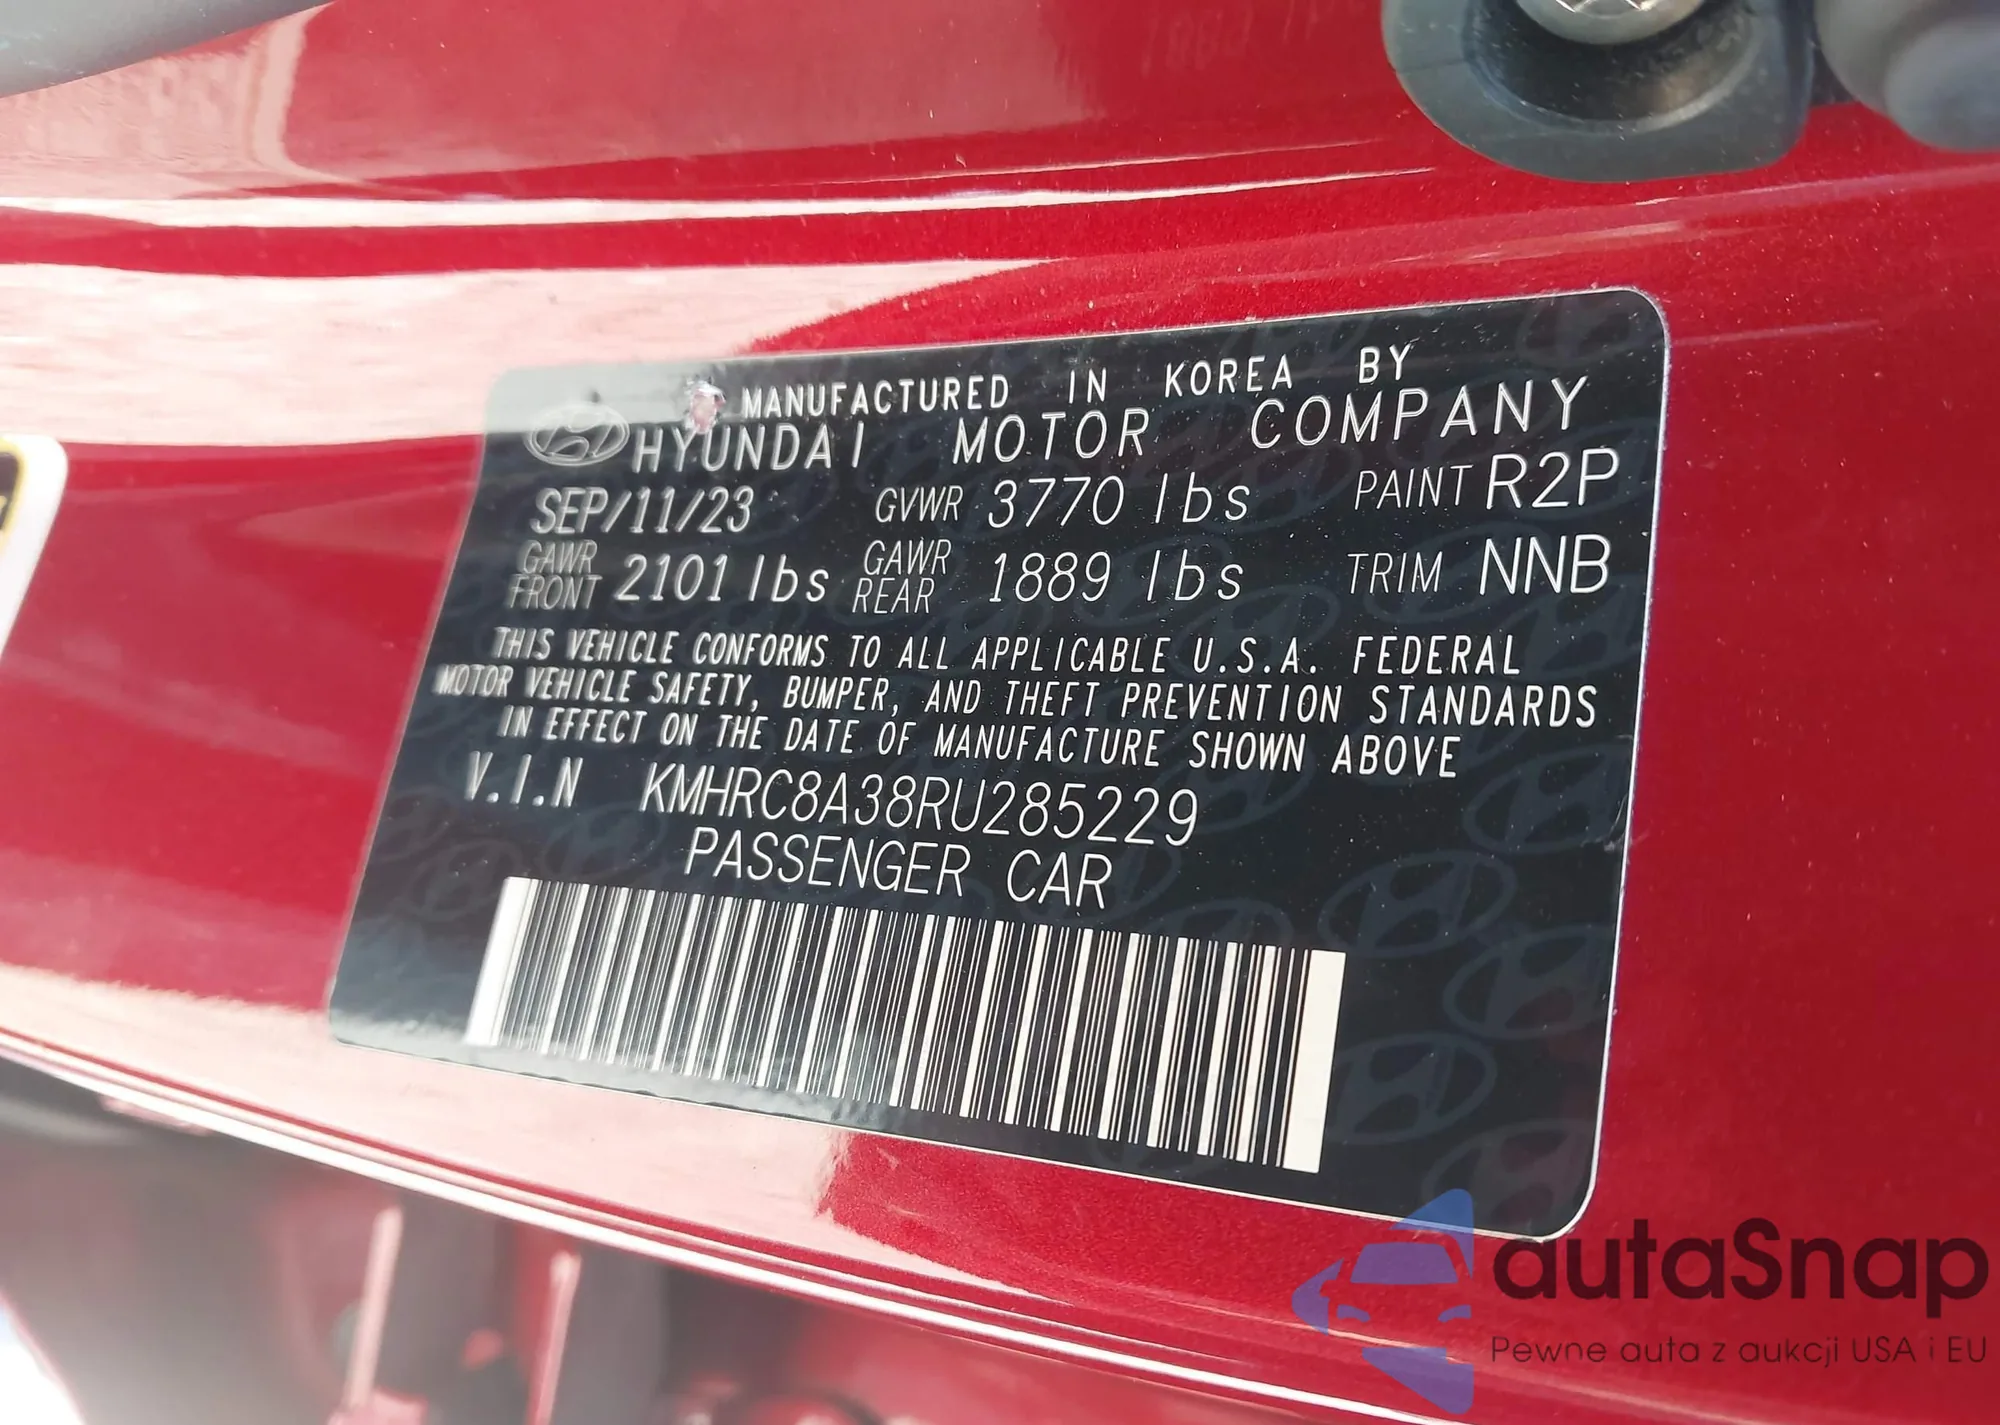 MANUFACTURED IN KOREA BY
HYUNDAI MOTOR COMPANY
SEP/11/23 GVWR 3770 lbs PAINT R2P
GAWR FRONT 2101 lbs GAWR REAR 1889 lbs TRIM NNB
THIS VEHICLE CONFORMS TO ALL APPLICABLE U.S.A. FEDERAL
MOTOR VEHICLE SAFETY, BUMPER, AND THEFT PREVENTION STANDARDS
IN EFFECT ON THE DATE OF MANUFACTURE SHOWN ABOVE
V.I.N KMHRC8A38RU285229
PASSENGER CAR
autaSnap
Pewne auta z aukcji USA i EU